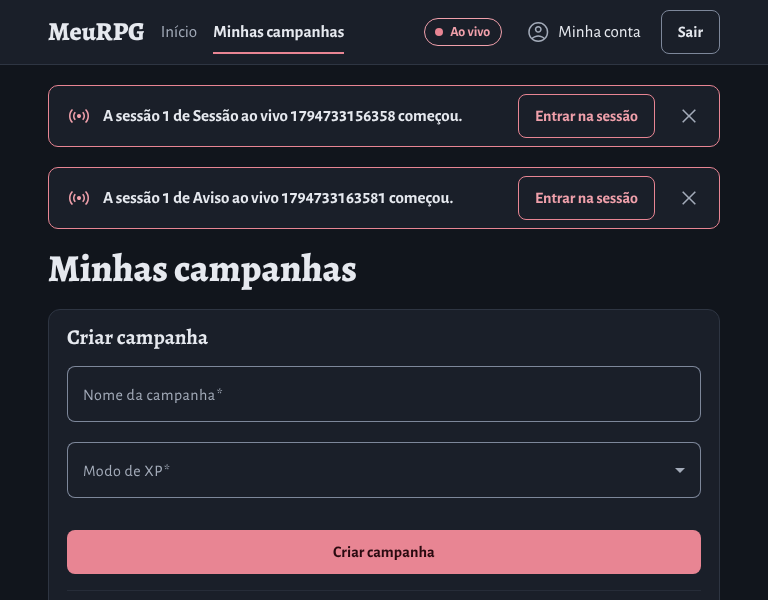 MeuRPG Início Minhas campanhas Ao vivo Minha conta Sair
A sessão 1 de Sessão ao vivo 1794733156358 começou. Entrar na sessão
A sessão 1 de Aviso ao vivo 1794733163581 começou. Entrar na sessão
Minhas campanhas
Criar campanha
Nome da campanha*
Modo de XP*
Criar campanha